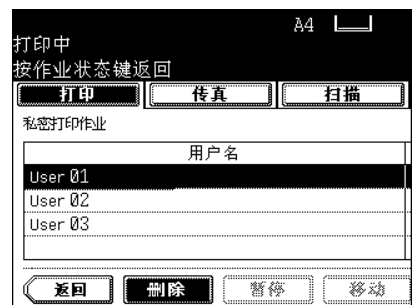 A4
打印中
按作业状态键返回
打印 传真 扫描
私密打印作业
用户名
User 01
User 02
User 03
返回 删除 暂停 移动